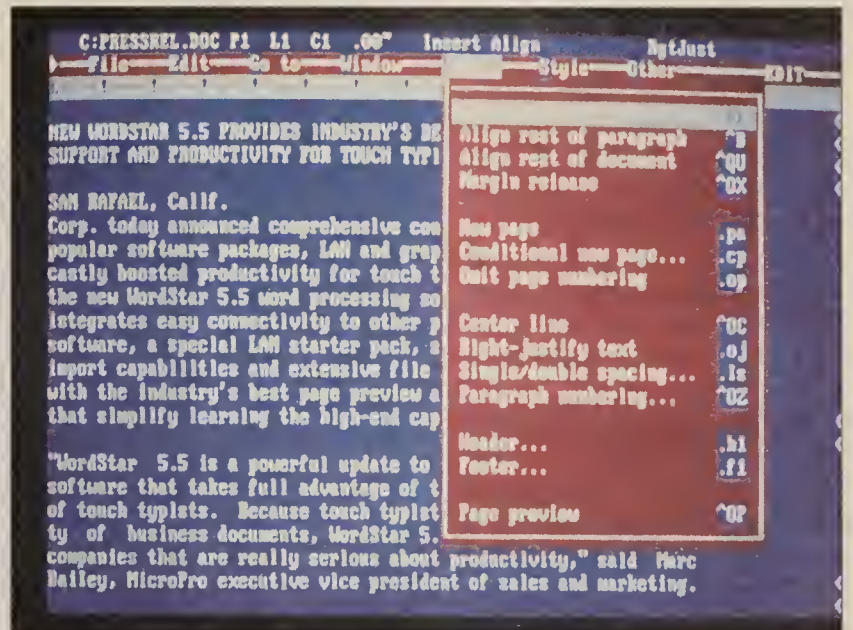 C:PRESSREL.DOC P1 L1 C1 .00" Insert Align RgtJust
File Edit Go to Window Style Other EDIT
NEW WORDSTAR 5.5 PROVIDES INDUSTRY'S BE
SUPPORT AND PRODUCTIVITY FOR TOUCH TYPI
SAN RAFAEL, Calif.
Corp. today announced comprehensive con
popular software packages, LAN and grap
castly boosted productivity for touch t
the new WordStar 5.5 word processing so
integrates easy connectivity to other p
software, a special LAN starter pack, a
import capabilities and extensive file
with the industry's best page preview a
that simplify learning the high-end cap
"WordStar 5.5 is a powerful update to
software that takes full advantage of t
of touch typists. Because touch typist
ty of business documents, WordStar 5.
companies that are really serious about productivity," said Marc
Bailey, MicroPro executive vice president of sales and marketing.
Align rest of paragraph ^B
Align rest of document ^QU
Margin release ^OX
New page .pa
Conditional new page... .cp
Omit page numbering .op
Center line ^OC
Right-justify text .oj
Single/double spacing... .ls
Paragraph numbering... ^OZ
Header... .h1
Footer... .f1
Page preview ^OP